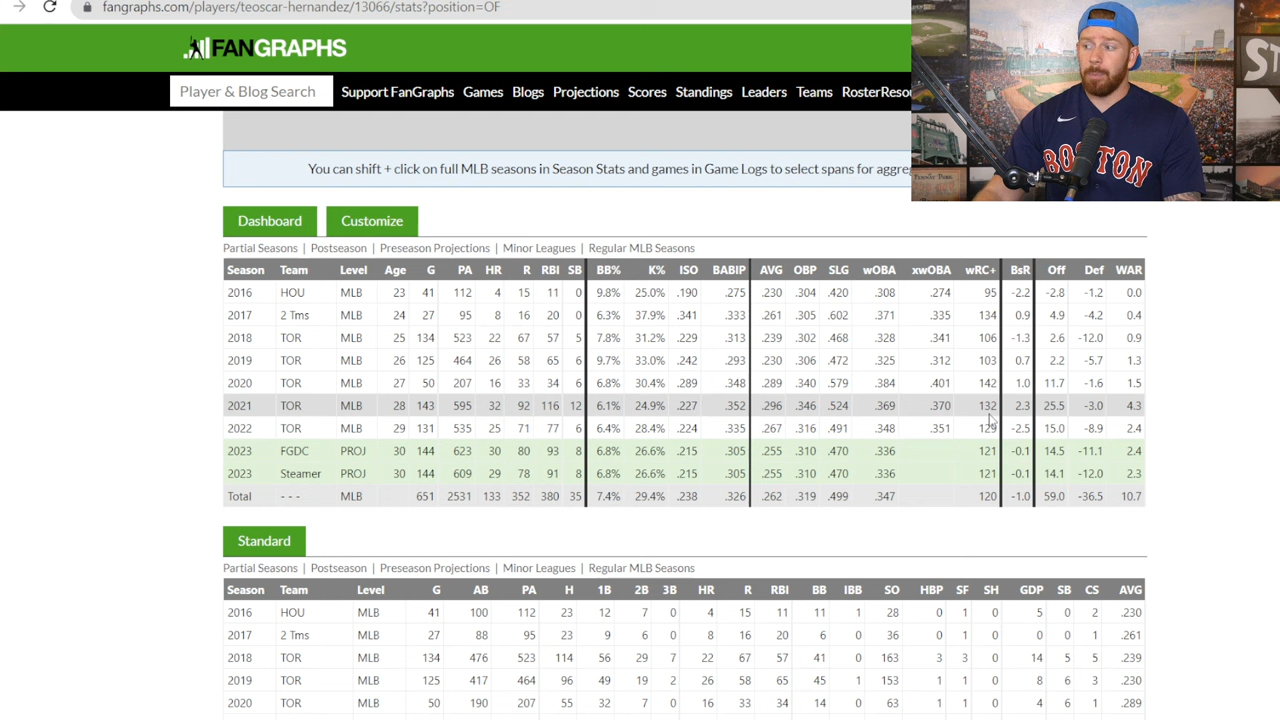 fangraphs.com/players/teoscar-hernandez/13066/stats?position=OF
FANGRAPHS
Player & Blog Search Support FanGraphs Games Blogs Projections Scores Standings Leaders Teams RosterResou
You can shift + click on full MLB seasons in Season Stats and games in Game Logs to select spans for aggre
BOSTON
Dashboard Customize
Partial Seasons | Postseason | Preseason Projections | Minor Leagues | Regular MLB Seasons
Season Team Level Age G PA HR R RBI SB BB% K% ISO BABIP AVG OBP SLG wOBA xwOBA wRC+ BsR Off Def WAR
2016 HOU MLB 23 41 112 4 15 11 0 9.8% 25.0% .190 .275 .230 .304 .420 .308 .274 95 -2.2 -2.8 -1.2 0.0
2017 2 Tms MLB 24 27 95 8 16 20 0 6.3% 37.9% .341 .333 .261 .305 .602 .371 .335 134 0.9 4.9 -4.2 0.4
2018 TOR MLB 25 134 523 22 67 57 5 7.8% 31.2% .229 .313 .239 .302 .468 .328 .341 106 -1.3 2.6 -12.0 0.9
2019 TOR MLB 26 125 464 26 58 65 6 9.7% 33.0% .242 .293 .230 .306 .472 .325 .312 103 0.7 2.2 -5.7 1.3
2020 TOR MLB 27 50 207 16 33 34 6 6.8% 30.4% .289 .348 .289 .340 .579 .384 .401 142 1.0 11.7 -1.6 1.5
2021 TOR MLB 28 143 595 32 92 116 12 6.1% 24.9% .227 .352 .296 .346 .524 .369 .370 132 2.3 25.5 -3.0 4.3
2022 TOR MLB 29 131 535 25 71 77 6 6.4% 28.4% .224 .335 .267 .316 .491 .348 .351 129 -2.5 15.0 -8.9 2.4
2023 FGDC PROJ 30 144 623 30 80 93 8 6.8% 26.6% .215 .305 .255 .310 .470 .336 121 -0.1 14.5 -11.1 2.4
2023 Steamer PROJ 30 144 609 29 78 91 8 6.8% 26.6% .215 .305 .255 .310 .470 .336 121 -0.1 14.1 -12.0 2.3
Total - - - MLB 651 2531 133 352 380 35 7.4% 29.4% .238 .326 .262 .319 .499 .347 120 -1.0 59.0 -36.5 10.7
Standard
Partial Seasons | Postseason | Preseason Projections | Minor Leagues | Regular MLB Seasons
Season Team Level G AB PA H 1B 2B 3B HR R RBI BB IBB SO HBP SF SH GDP SB CS AVG
2016 HOU MLB 41 100 112 23 12 7 0 4 15 11 11 1 28 0 1 0 5 0 2 .230
2017 2 Tms MLB 27 88 95 23 9 6 0 8 16 20 6 0 36 0 1 0 0 0 1 .261
2018 TOR MLB 134 476 523 114 56 29 7 22 67 57 41 0 163 3 3 0 14 5 5 .239
2019 TOR MLB 125 417 464 96 49 19 2 26 58 65 45 1 153 1 1 0 8 6 3 .230
2020 TOR MLB 50 190 207 55 32 7 0 16 33 34 14 0 63 2 1 0 4 6 1 .289